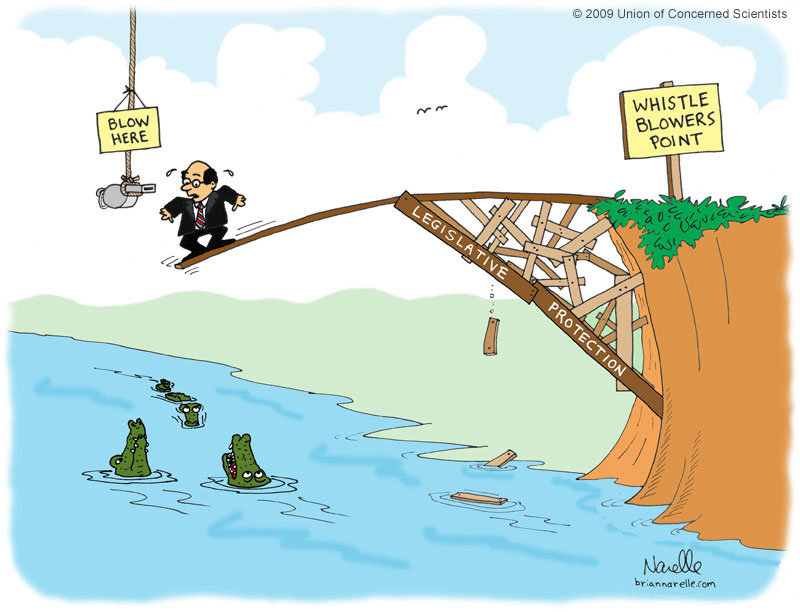 © 2009 Union of Concerned Scientists
BLOW
HERE
WHISTLE
BLOWERS
POINT
LEGISLATIVE
PROTECTION
Narelle
briannarelle.com